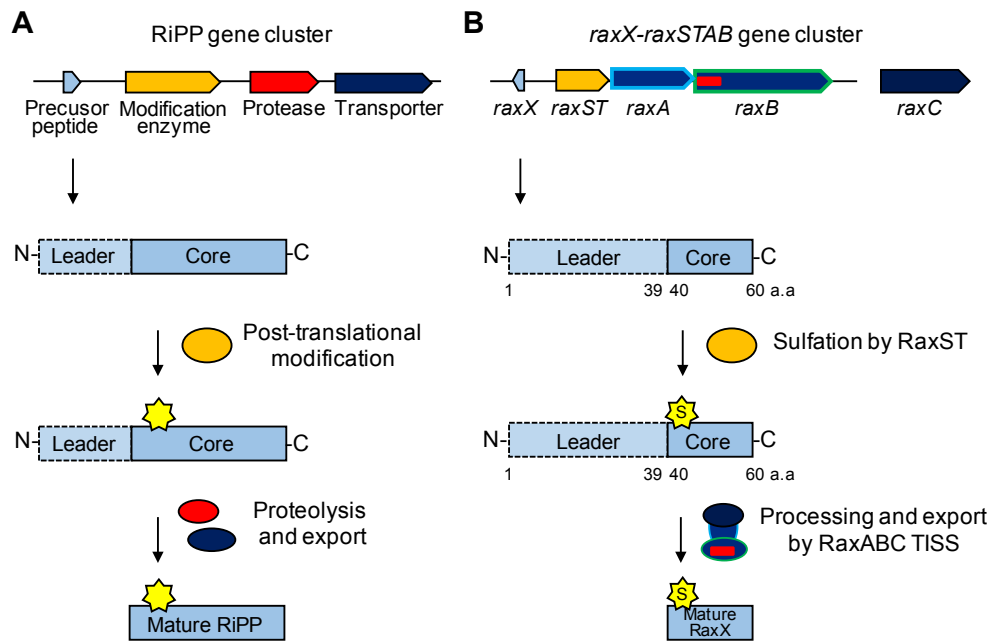 A
RiPP gene cluster
Precusor
peptide
Modification
enzyme
Protease
Transporter
N-
Leader
Core
-C
Post-translational
modification
N-
Leader
Core
-C
Proteolysis
and export
Mature RiPP
B
raxX-raxSTAB gene cluster
raxX
raxST
raxA
raxB
raxC
N-
Leader
Core
-C
1
39
40
60 a.a
Sulfation by RaxST
S
N-
Leader
Core
-C
1
39
40
60 a.a
Processing and export
by RaxABC TISS
S
Mature
RaxX